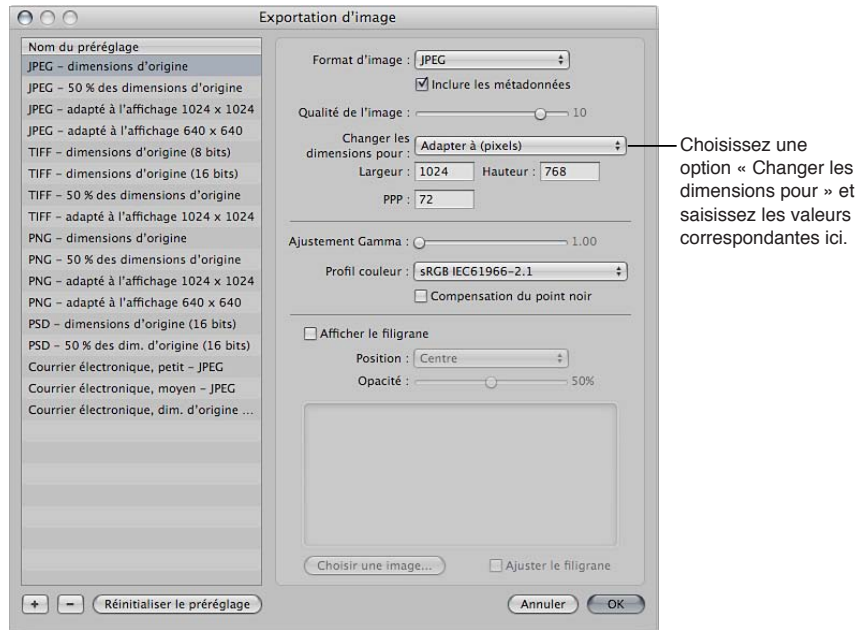 Exportation d'image
Nom du préréglage
JPEG – dimensions d'origine
JPEG – 50 % des dimensions d'origine
JPEG – adapté à l'affichage 1024 x 1024
JPEG – adapté à l'affichage 640 x 640
TIFF – dimensions d'origine (8 bits)
TIFF – dimensions d'origine (16 bits)
TIFF – 50 % des dimensions d'origine
TIFF – adapté à l'affichage 1024 x 1024
PNG – dimensions d'origine
PNG – 50 % des dimensions d'origine
PNG – adapté à l'affichage 1024 x 1024
PNG – adapté à l'affichage 640 x 640
PSD – dimensions d'origine (16 bits)
PSD – 50 % des dim. d'origine (16 bits)
Courrier électronique, petit – JPEG
Courrier électronique, moyen – JPEG
Courrier électronique, dim. d'origine ...
Format d'image : JPEG
Inclure les métadonnées
Qualité de l'image : 10
Changer les
dimensions pour : Adapter à (pixels)
Largeur : 1024 Hauteur : 768
PPP : 72
Ajustement Gamma : 1.00
Profil couleur : sRGB IEC61966-2.1
Compensation du point noir
Afficher le filigrane
Position : Centre
Opacité : 50%
Choisir une image... Ajuster le filigrane
+ – Réinitialiser le préréglage Annuler OK
Choisissez une
option « Changer les
dimensions pour » et
saisissez les valeurs
correspondantes ici.